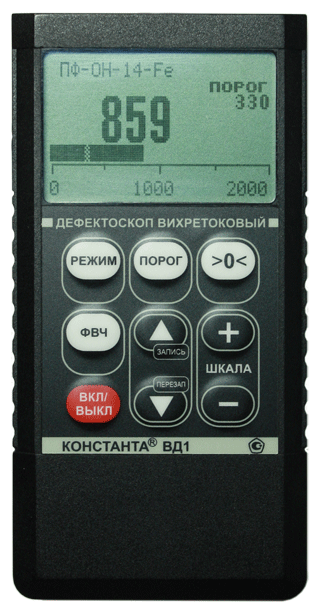 ПФ-ОН-14-Fe
859
ПОРОГ
330
0 1000 2000
ДЕФЕКТОСКОП ВИХРЕТОКОВЫЙ
РЕЖИМ ПОРОГ >0<
ФВЧ
ЗАПИСЬ
+
ШКАЛА
ПЕРЕЗАП
ВКЛ/
ВЫКЛ
−
КОНСТАНТА® ВД1